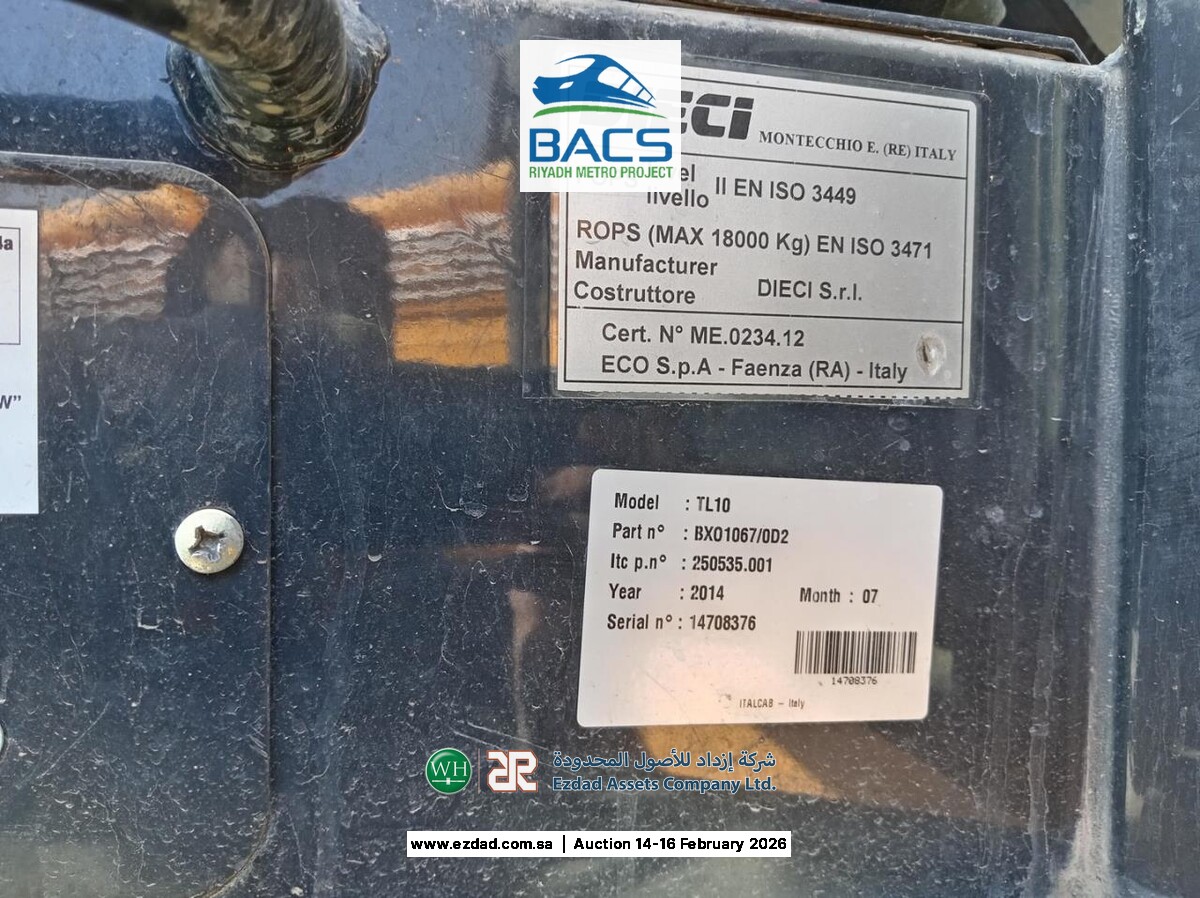 BACS
RIYADH METRO PROJECT
ECI
MONTECCHIO E. (RE) ITALY
livello II EN ISO 3449
ROPS (MAX 18000 Kg) EN ISO 3471
Manufacturer
Costruttore DIECI S.r.l.
Cert. N° ME.0234.12
ECO S.p.A - Faenza (RA) - Italy
W"
Model : TL10
Part n° : BX01067/0D2
Itc p.n° : 250535.001
Year : 2014 Month : 07
Serial n° : 14708376
14708376
ITALCAB - Italy
WH
شركة إزداد للأصول المحدودة
Ezdad Assets Company Ltd.
www.ezdad.com.sa | Auction 14-16 February 2026